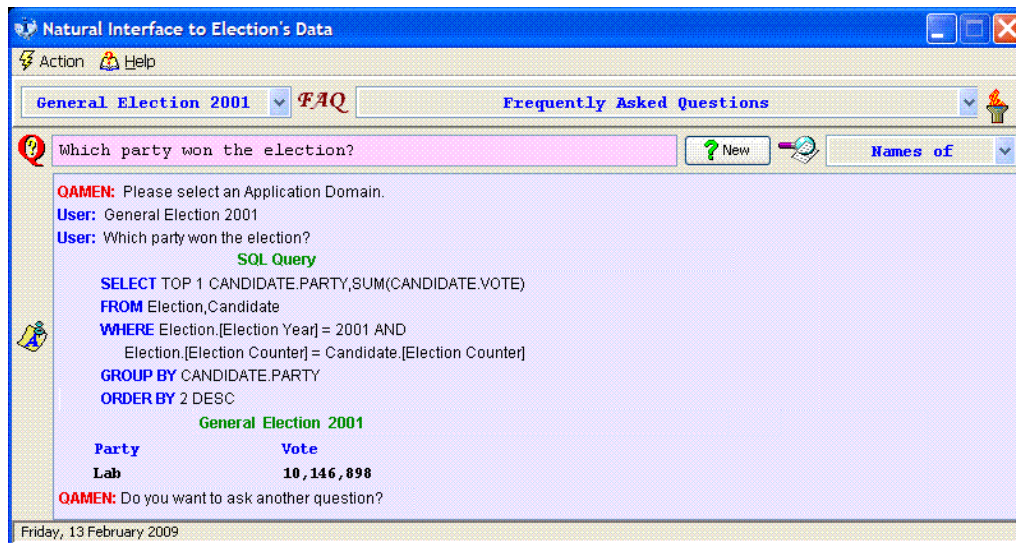 Natural Interface to Election's Data
Action Help
General Election 2001 FAQ Frequently Asked Questions
Which party won the election? ? New Names of
QAMEN: Please select an Application Domain.
User: General Election 2001
User: Which party won the election?
SQL Query
SELECT TOP 1 CANDIDATE.PARTY,SUM(CANDIDATE.VOTE)
FROM Election,Candidate
WHERE Election.[Election Year] = 2001 AND
Election.[Election Counter] = Candidate.[Election Counter]
GROUP BY CANDIDATE.PARTY
ORDER BY 2 DESC
General Election 2001
Party Vote
Lab 10,146,898
QAMEN: Do you want to ask another question?
Friday, 13 February 2009